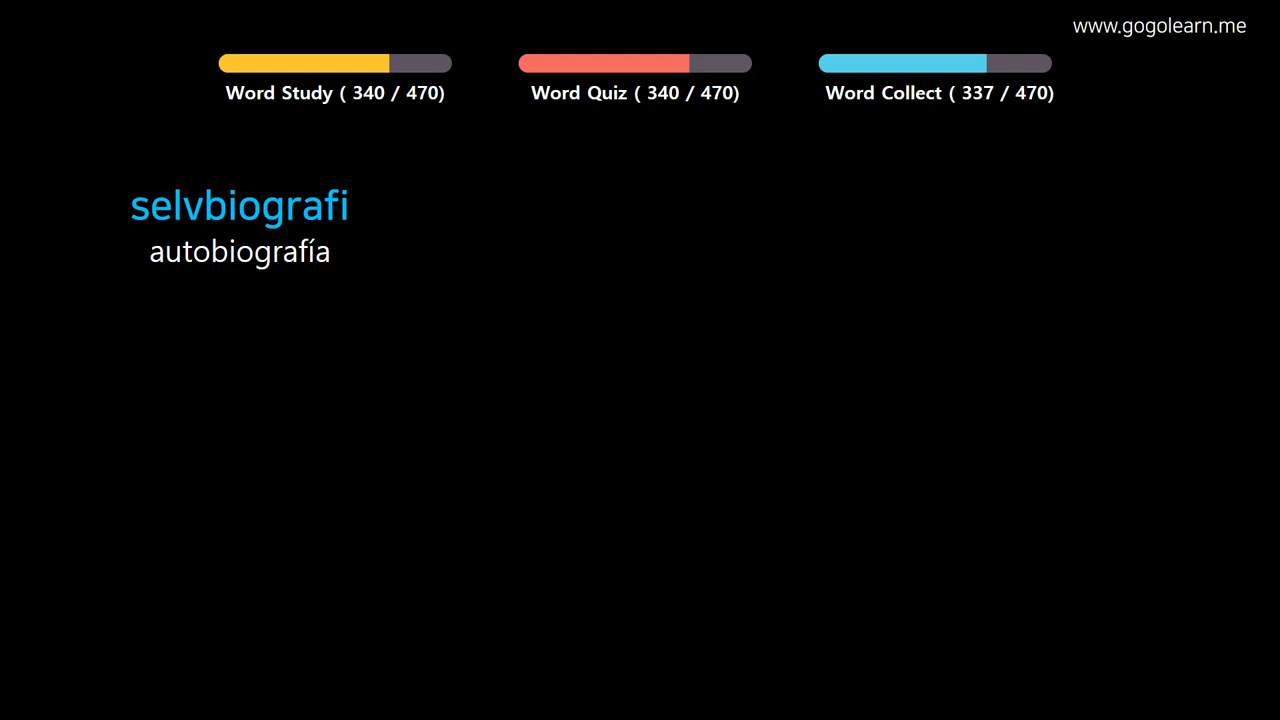 www.gogolearn.me
Word Study ( 340 / 470)
Word Quiz ( 340 / 470)
Word Collect ( 337 / 470)
selvbiografi
autobiografía